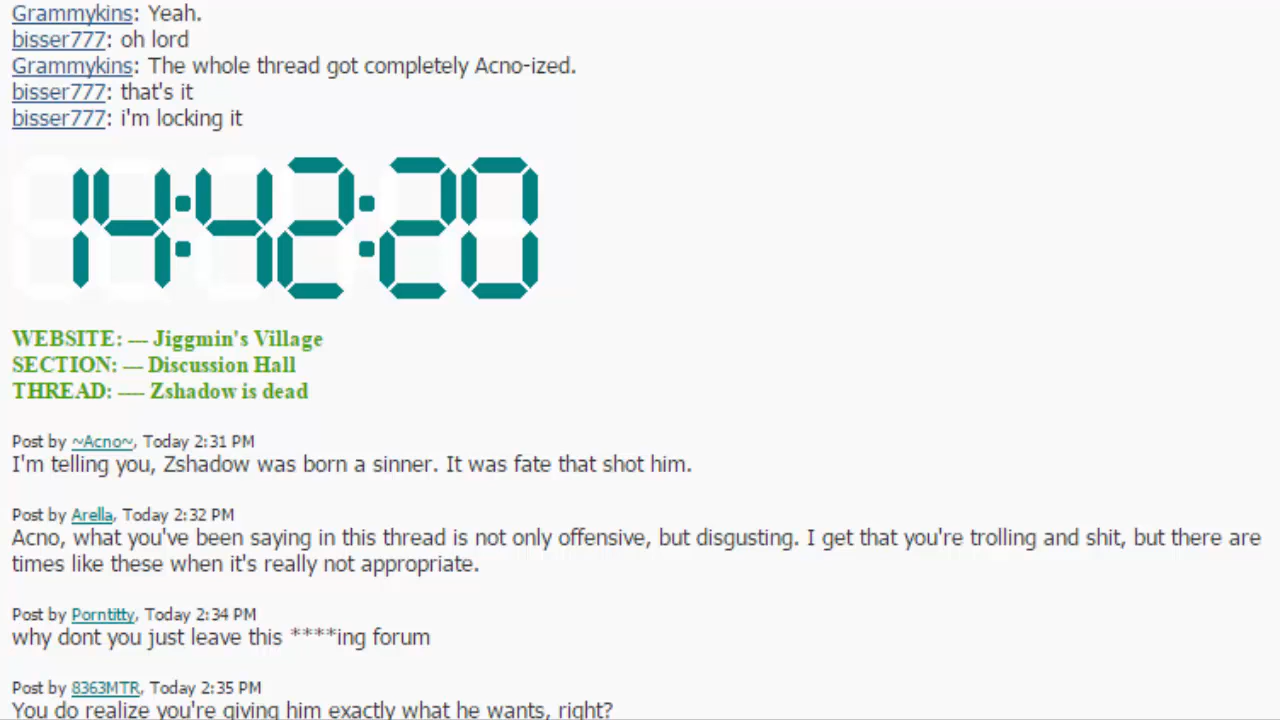 Grammykins: Yeah.
bisser777: oh lord
Grammykins: The whole thread got completely Acno-ized.
bisser777: that's it
bisser777: i'm locking it
14:42:20
WEBSITE: — Jiggmin's Village
SECTION: — Discussion Hall
THREAD: — Zshadow is dead
Post by ~Acno~, Today 2:31 PM
I'm telling you, Zshadow was born a sinner. It was fate that shot him.
Post by Arella, Today 2:32 PM
Acno, what you've been saying in this thread is not only offensive, but disgusting. I get that you're trolling and shit, but there are
times like these when it's really not appropriate.
Post by Porntitty, Today 2:34 PM
why dont you just leave this ****ing forum
Post by 8363MTR, Today 2:35 PM
You do realize you're giving him exactly what he wants, right?